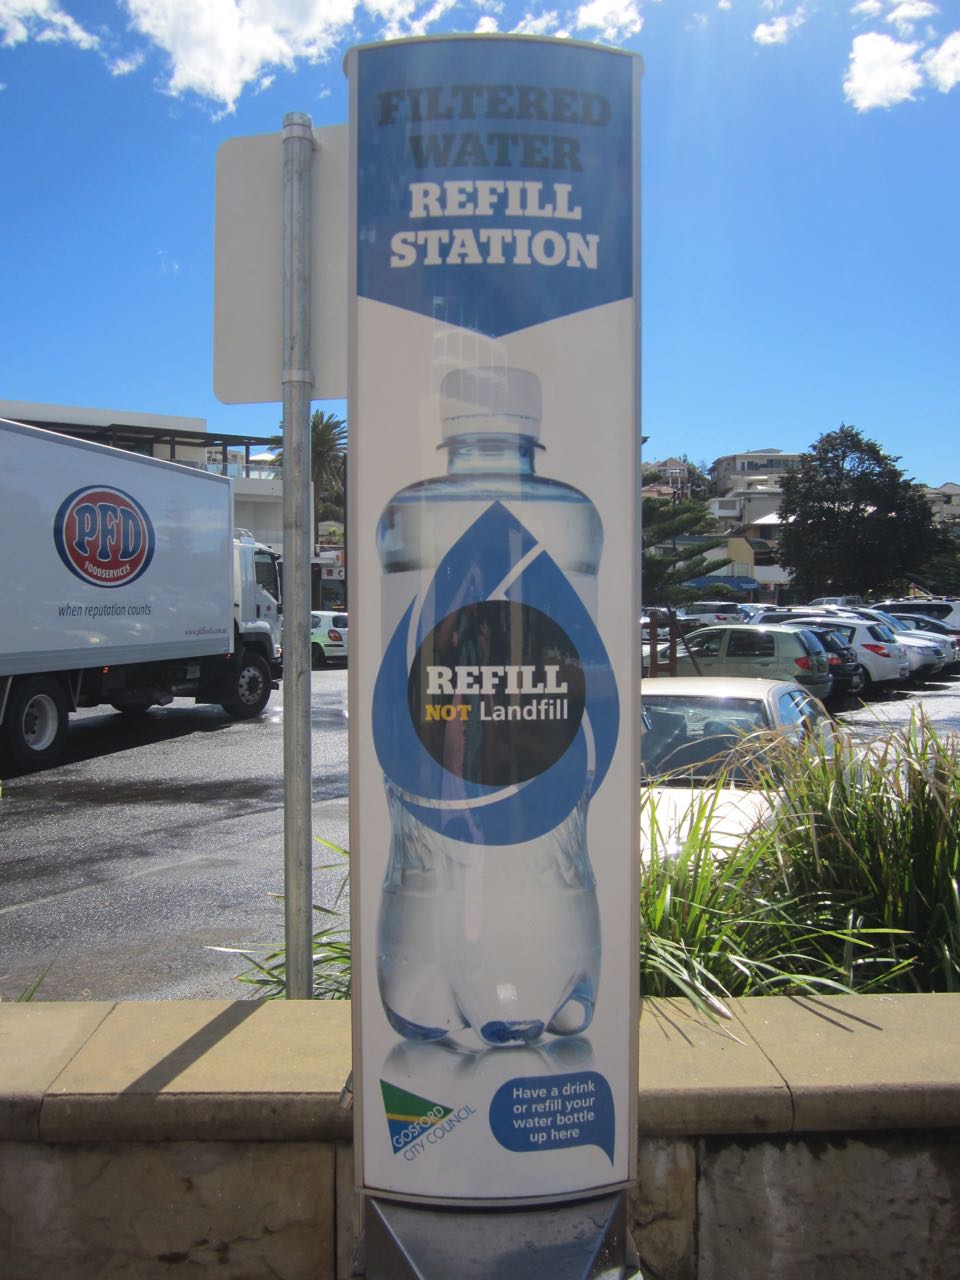 FILTERED
WATER
REFILL
STATION
PFD
FOODSERVICES
when reputation counts
REFILL
NOT Landfill
GOSFORD
CITY COUNCIL
Have a drink
or refill your
water bottle
up here